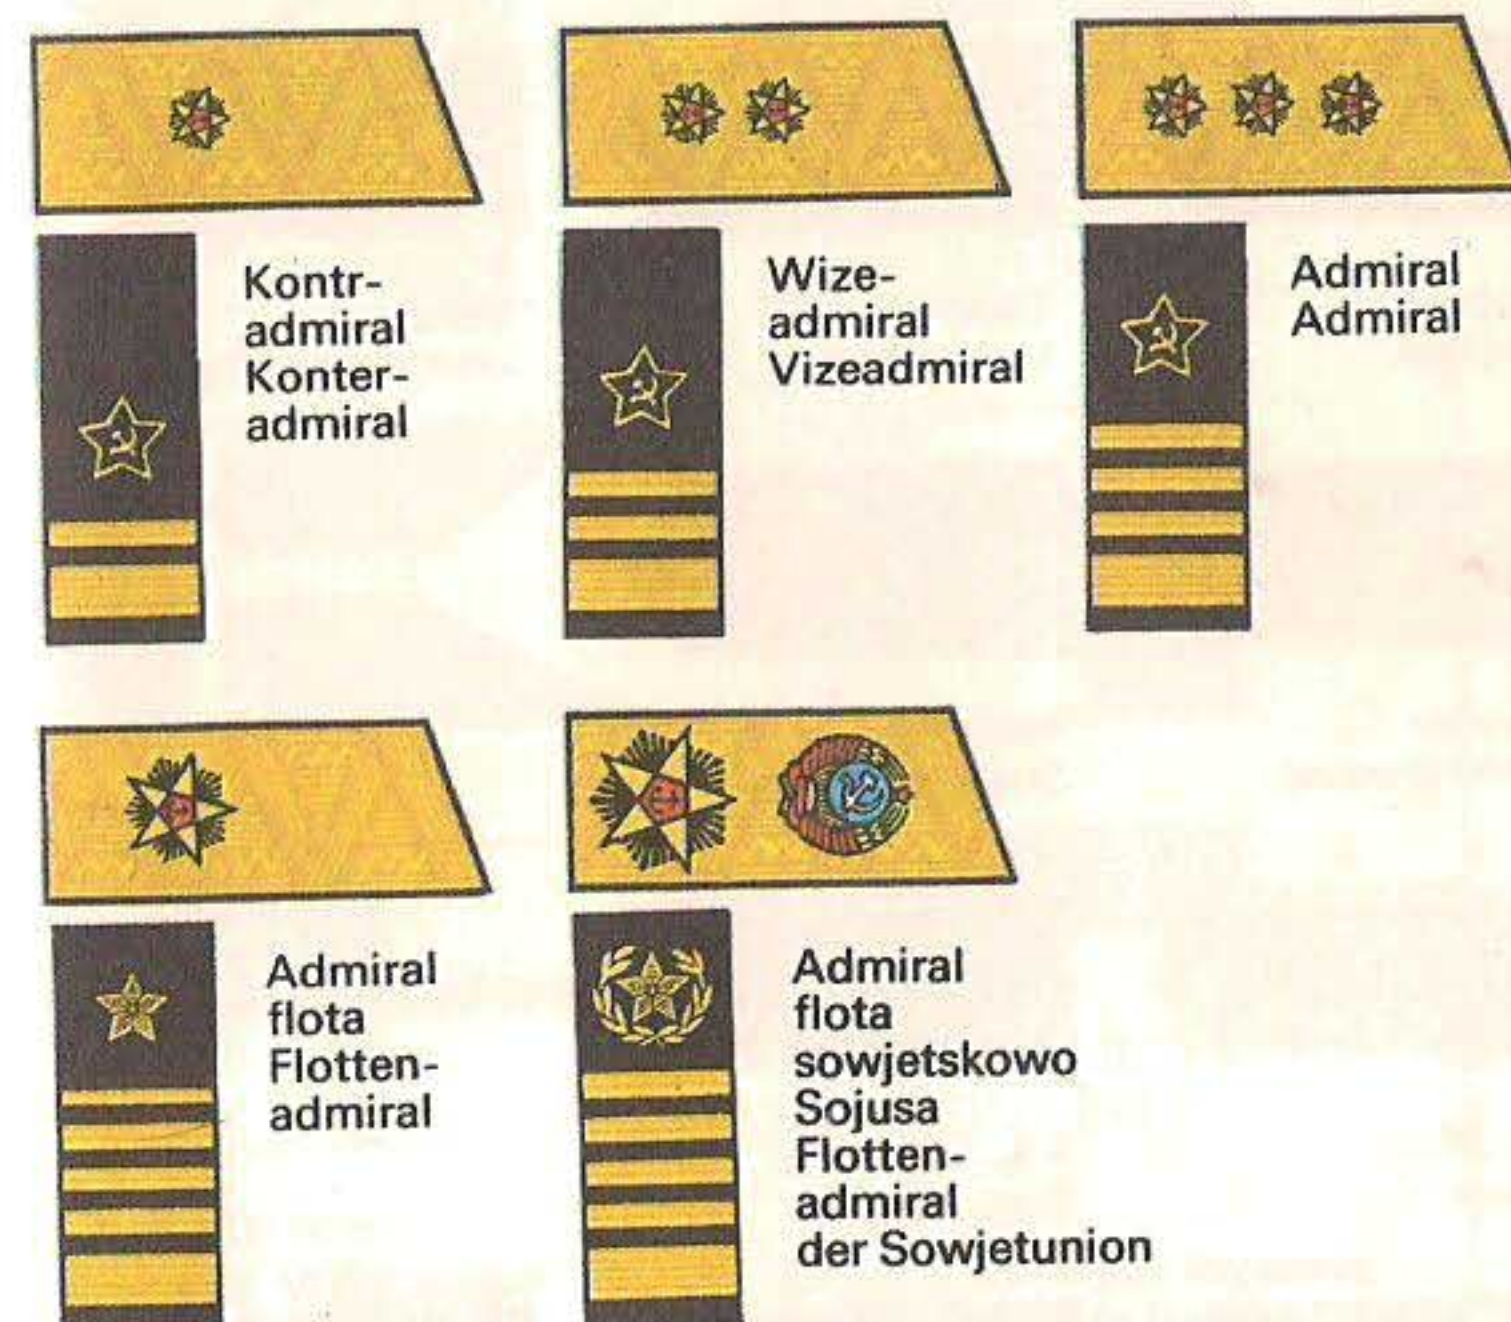 Kontr-
admiral
Konter-
admiral
Wize-
admiral
Vizeadmiral
Admiral
Admiral
Admiral
flota
Flotten-
admiral
Admiral
flota
sowjetskowo
Sojusa
Flotten-
admiral
der Sowjetunion